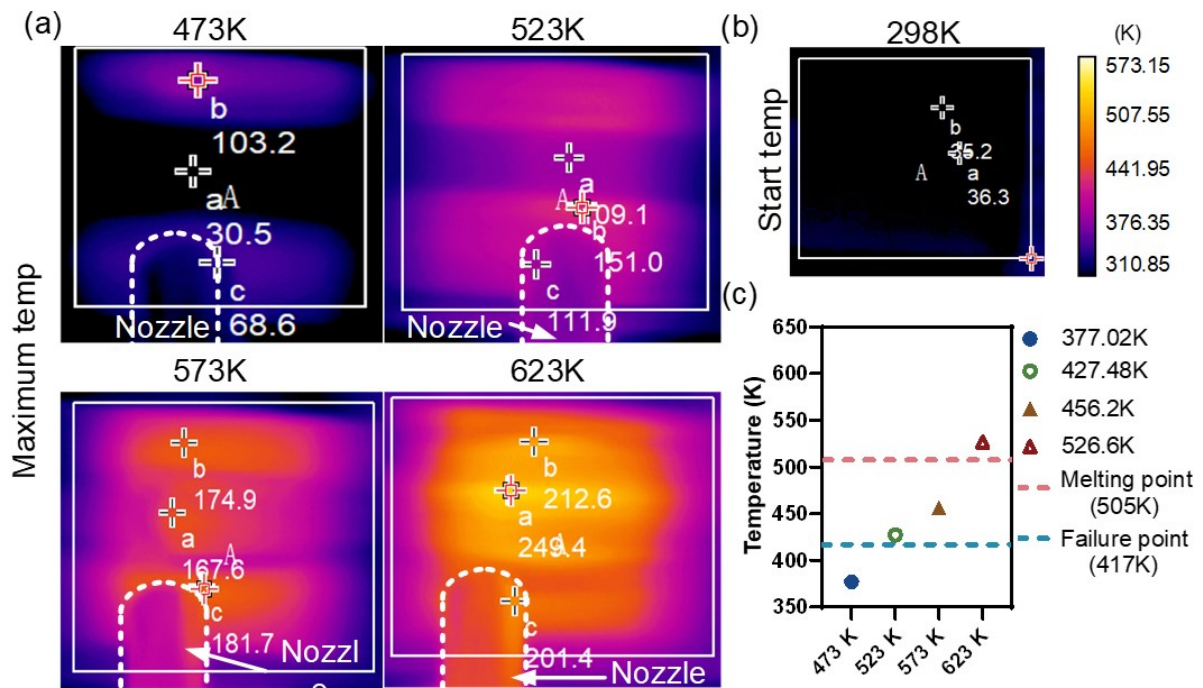 (a)
473K
523K
Maximum temp
b
103.2
A
a
30.5
c
68.6
Nozzle
a
A
09.1
b
151.0
c
111.9
Nozzle
573K
623K
b
174.9
a
A
167.6
c
181.7
Nozzl
b
212.6
a
A
249.4
c
201.4
Nozzle
(b)
298K
(K)
Start temp
b
35.2
A
a
36.3
573.15
507.55
441.95
376.35
310.85
(c)
Temperature (K)
650
600
550
500
450
400
350
473 K
523 K
573 K
623 K
377.02K
427.48K
456.2K
526.6K
Melting point
(505K)
Failure point
(417K)